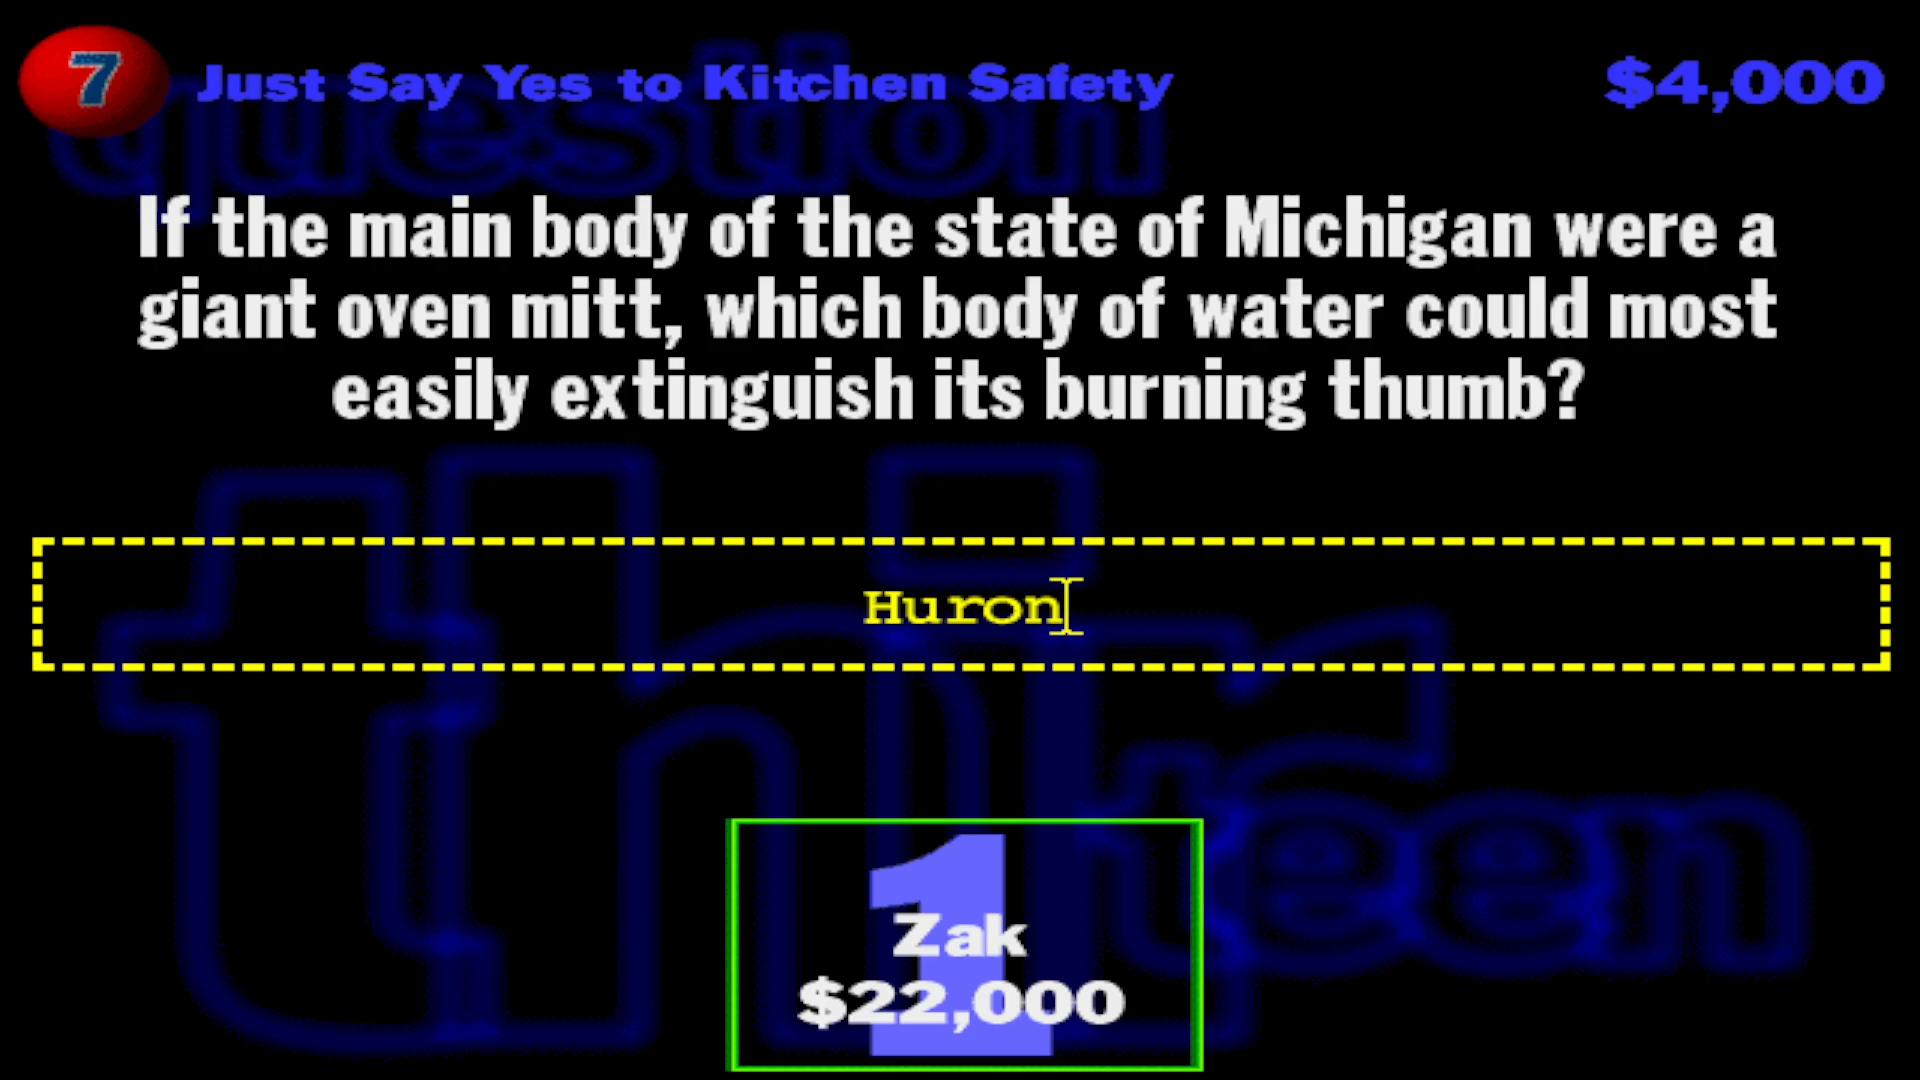 7 Just Say Yes to Kitchen Safety $4,000
question
If the main body of the state of Michigan were a
giant oven mitt, which body of water could most
easily extinguish its burning thumb?
Huron
thirteen
1
Zak
$22,000